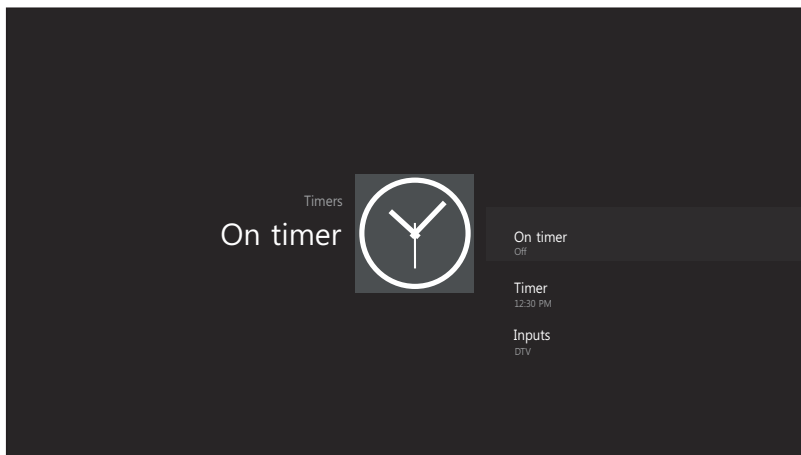 Timers
On timer
On timer
Off
Timer
12:30 PM
Inputs
DTV